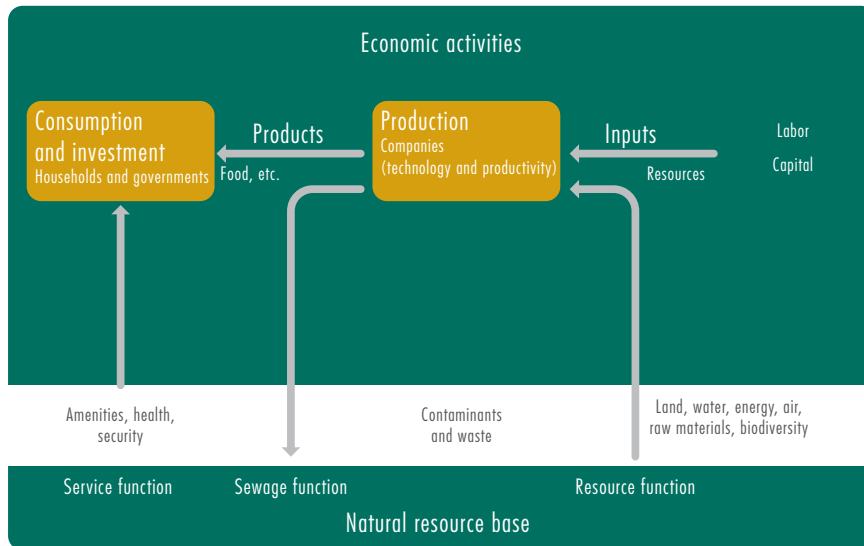 Economic activities
Consumption
and investment
Households and governments
Products
Food, etc.
Production
Companies
(technology and productivity)
Inputs
Resources
Labor
Capital
Amenities, health,
security
Contaminants
and waste
Land, water, energy, air,
raw materials, biodiversity
Service function
Sewage function
Resource function
Natural resource base